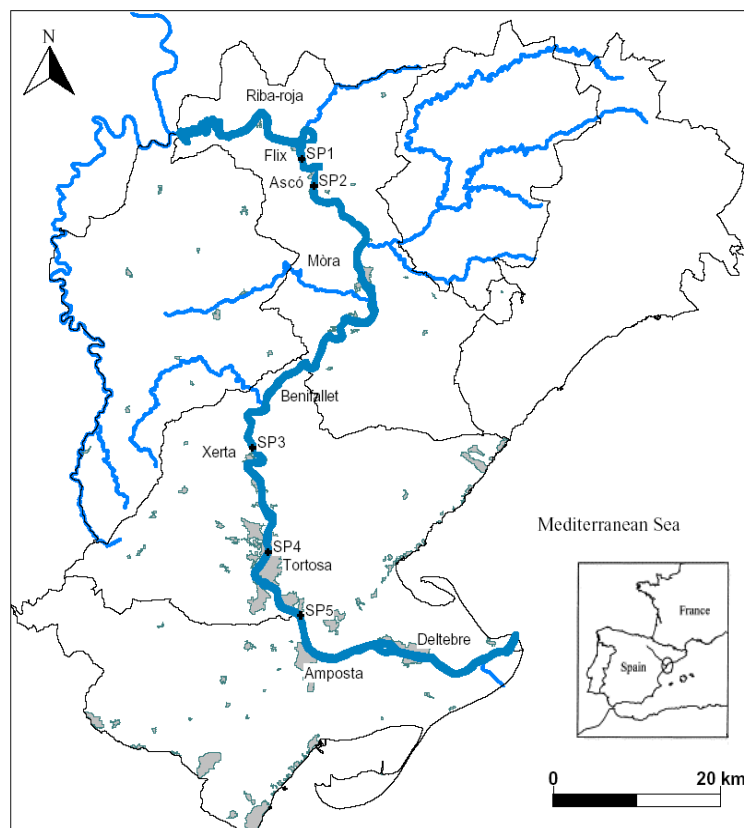 N
Riba-roja
Flix
SP1
Ascó
SP2
Mòra
Benifallet
Xerta
SP3
Mediterranean Sea
SP4
Tortosa
SP5
Deltebre
Amposta
France
Spain
0
20 km